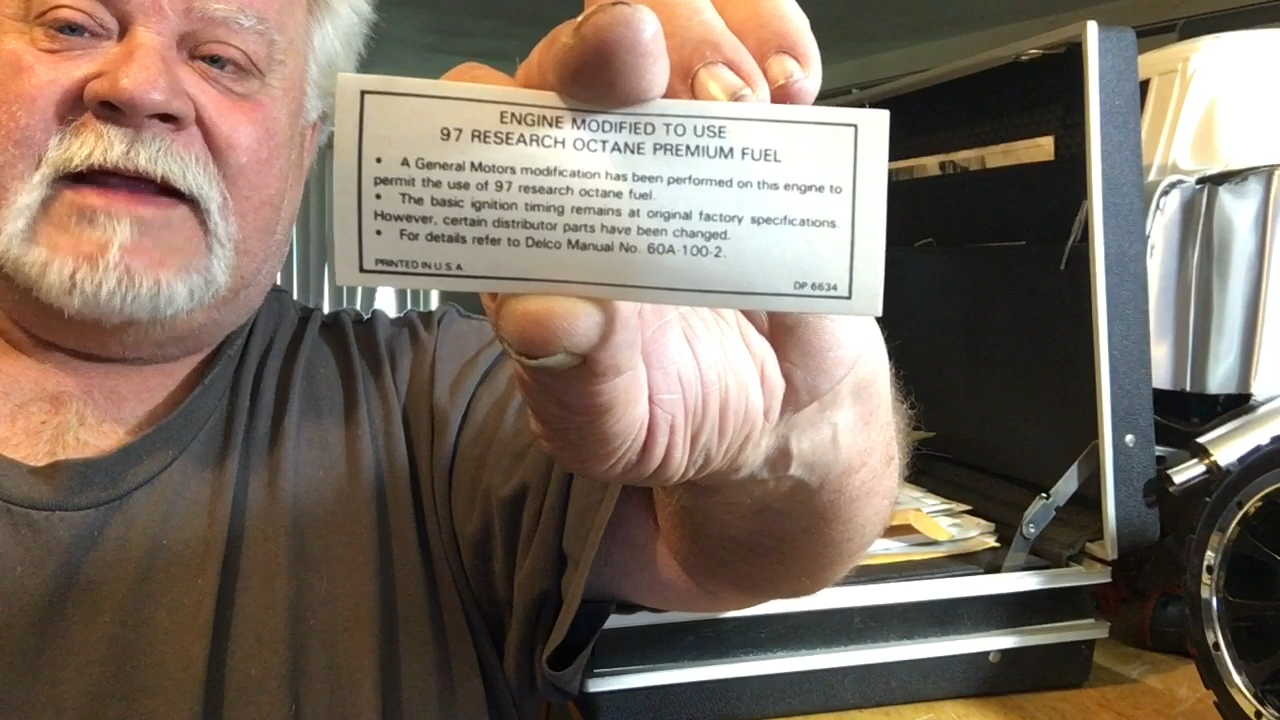 ENGINE MODIFIED TO USE
97 RESEARCH OCTANE PREMIUM FUEL
• A General Motors modification has been performed on this engine to
permit the use of 97 research octane fuel.
• The basic ignition timing remains at original factory specifications.
However, certain distributor parts have been changed.
• For details refer to Delco Manual No. 60A-100-2.
PRINTED IN U.S.A.
DP 6634